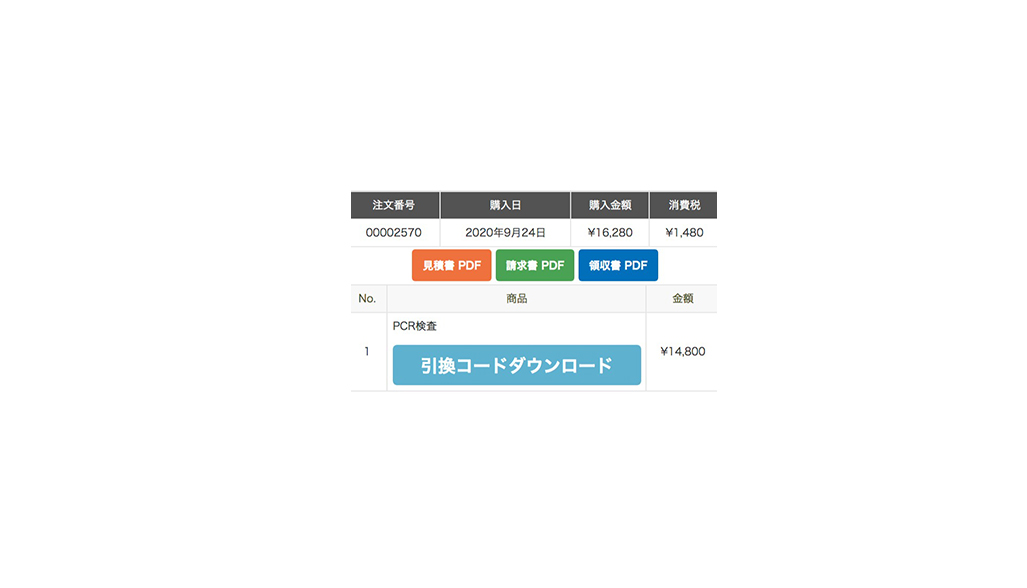 注文番号 購入日 購入金額 消費税
00002570 2020年9月24日 ¥16,280 ¥1,480
見積書 PDF 請求書 PDF 領収書 PDF
No. 商品 金額
PCR検査
1 ¥14,800
引換コードダウンロード